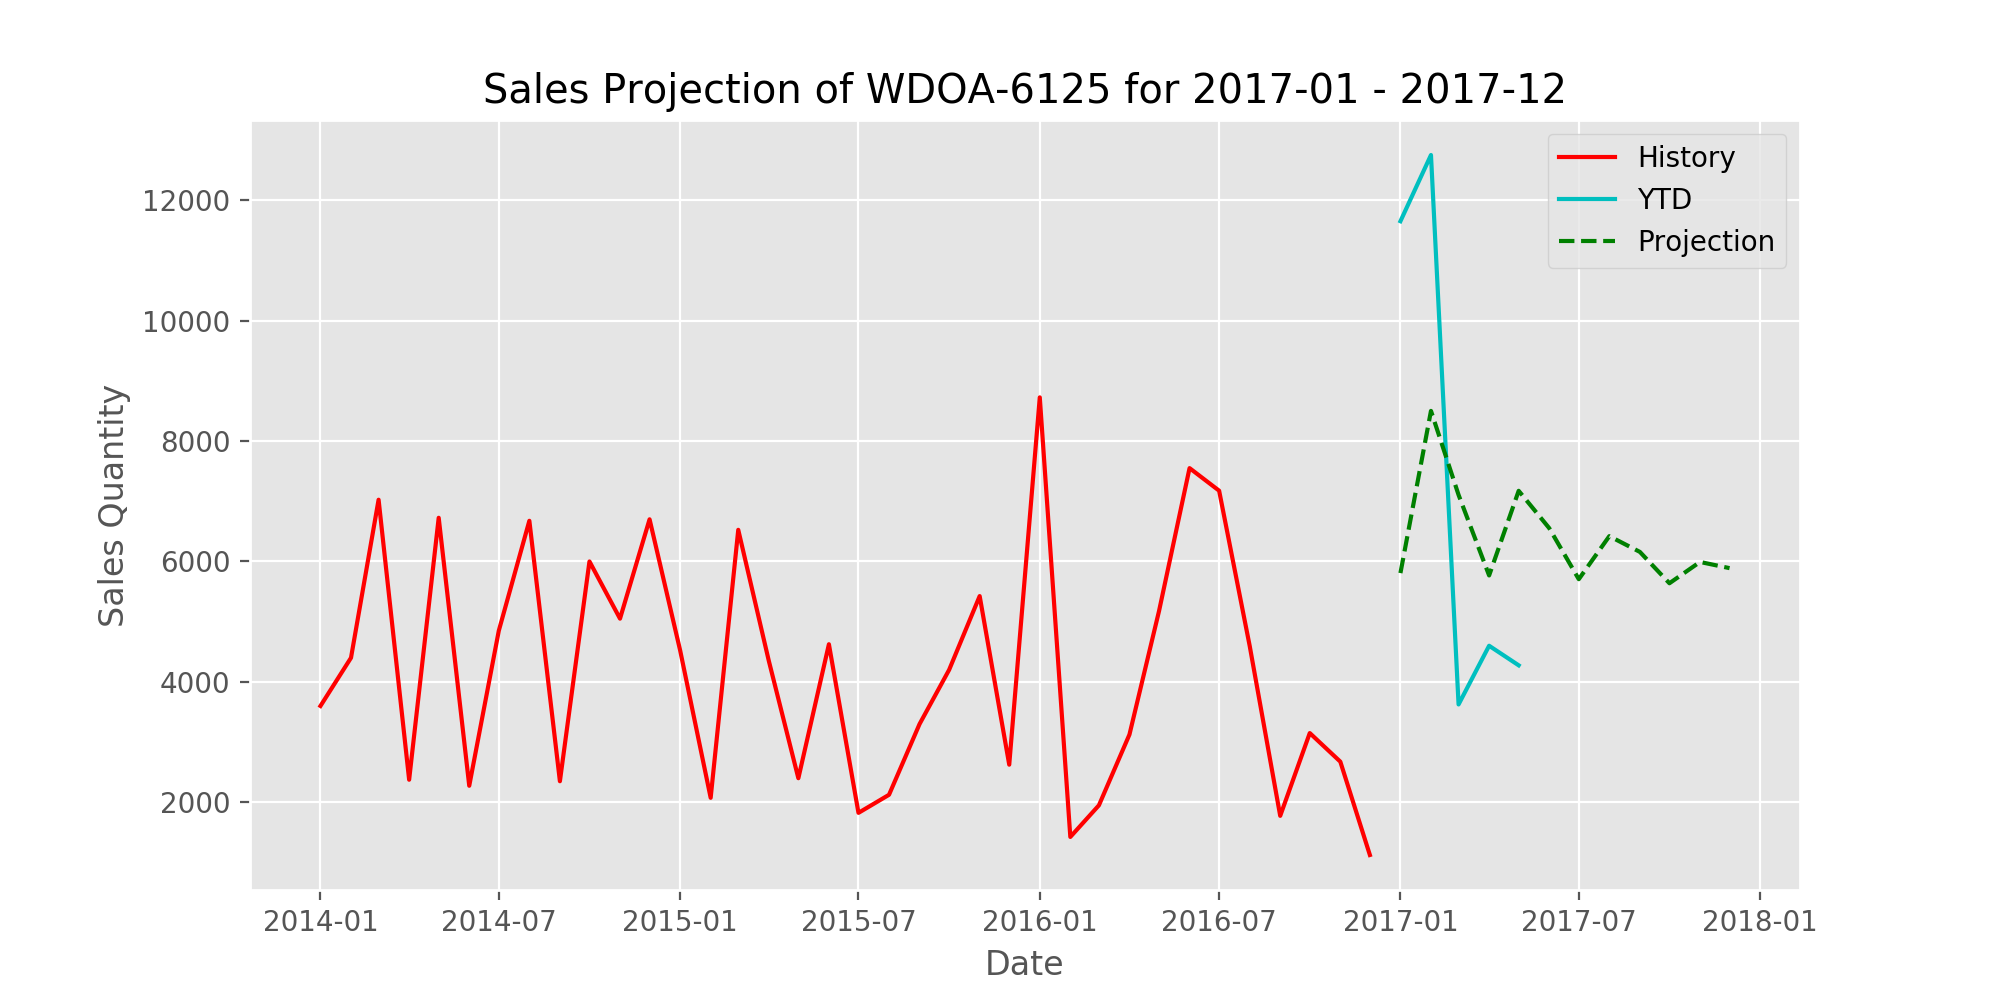 Sales Projection of WDOA-6125 for 2017-01 - 2017-12
History
YTD
Projection
12000
10000
8000
6000
4000
2000
Sales Quantity
2014-01 2014-07 2015-01 2015-07 2016-01 2016-07 2017-01 2017-07 2018-01
Date